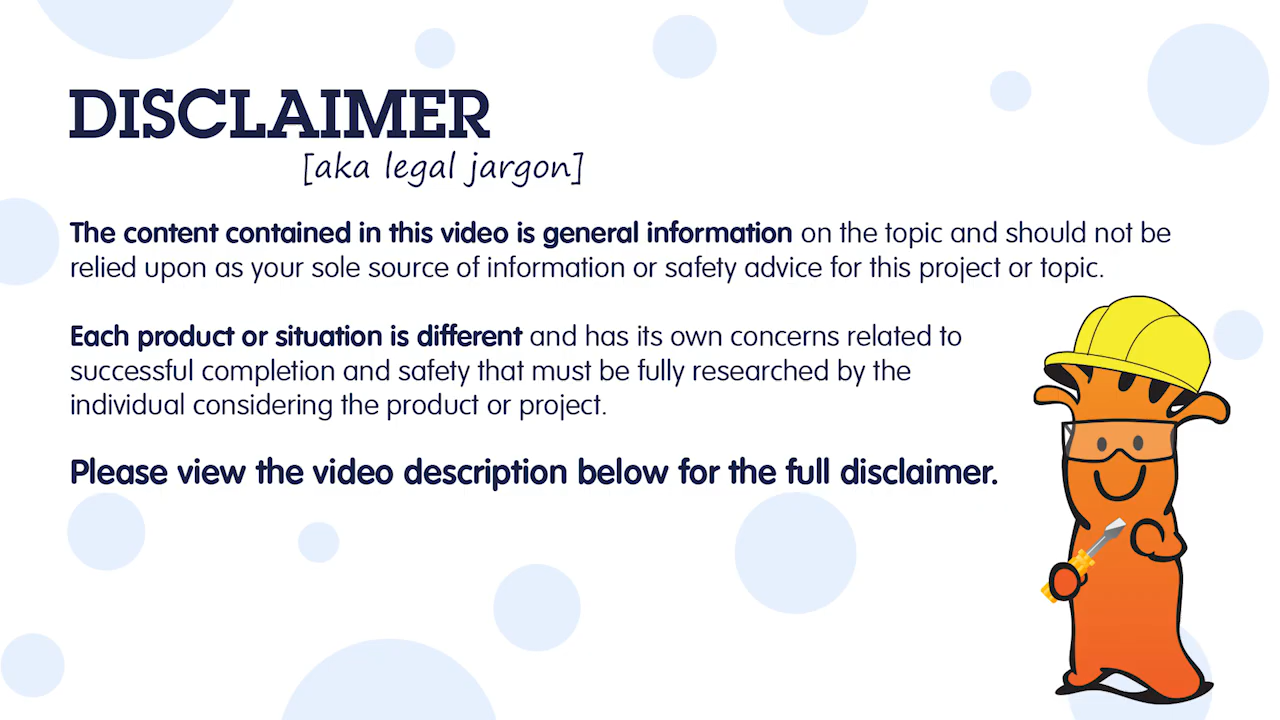 DISCLAIMER
[aka legal jargon]
The content contained in this video is general information on the topic and should not be
relied upon as your sole source of information or safety advice for this project or topic.
Each product or situation is different and has its own concerns related to
successful completion and safety that must be fully researched by the
individual considering the product or project.
Please view the video description below for the full disclaimer.